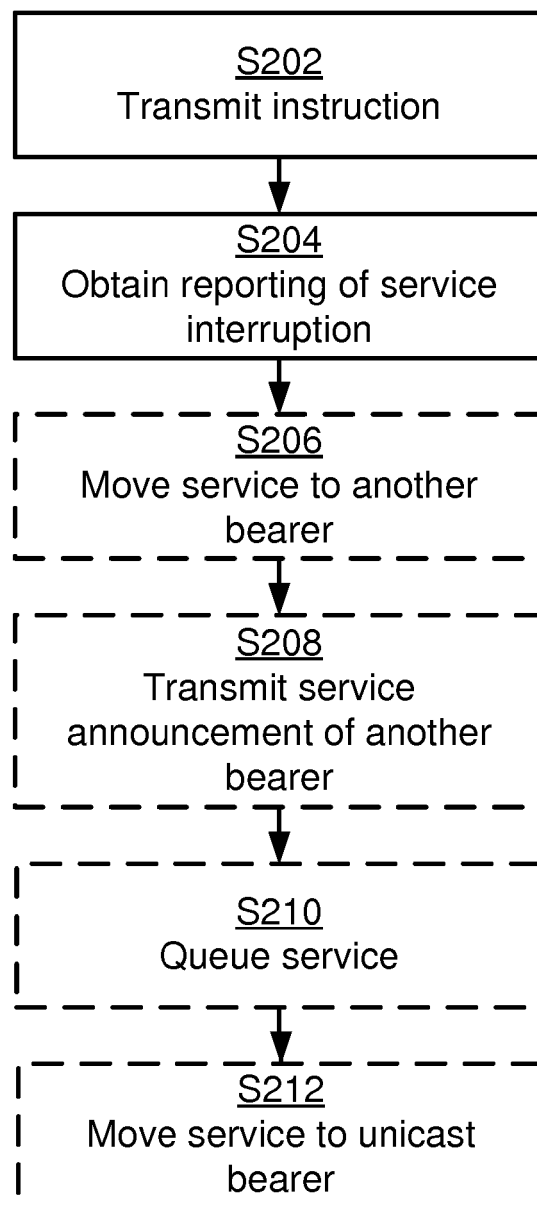 S202
Transmit instruction
S204
Obtain reporting of service
interruption
S206
Move service to another
bearer
S208
Transmit service
announcement of another
bearer
S210
Queue service
S212
Move service to unicast
bearer